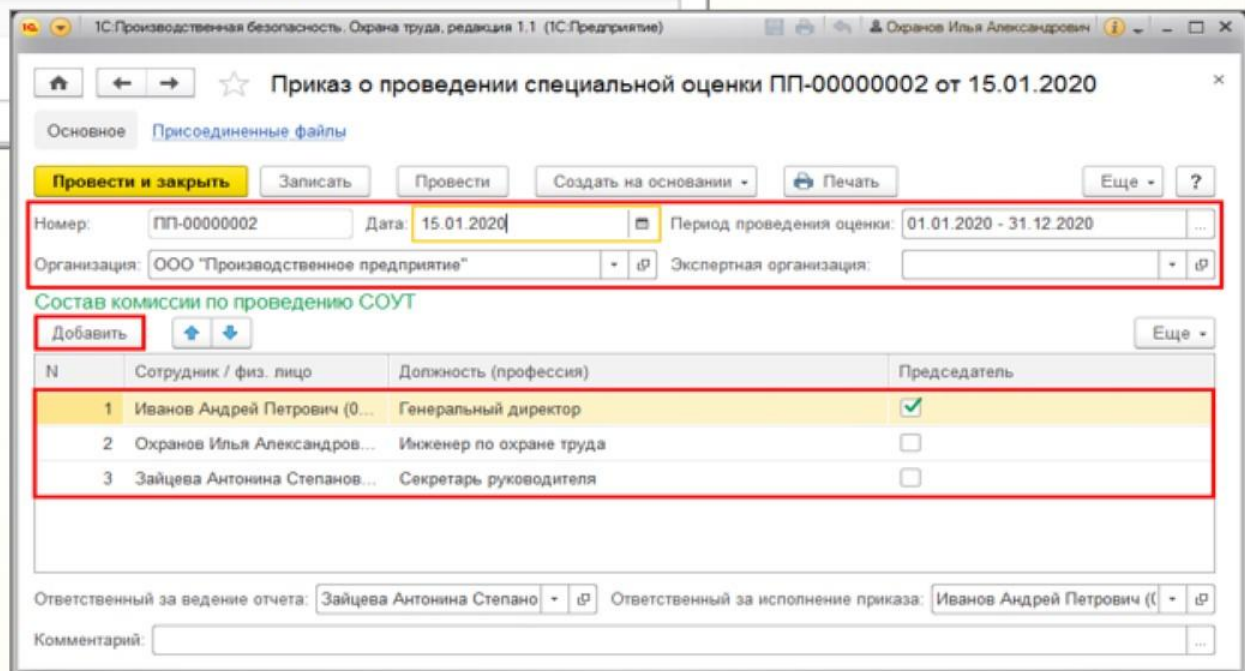 1С:Производственная безопасность. Охрана труда, редакция 1.1 (1С:Предприятие) Охранов Илья Александрович
Приказ о проведении специальной оценки ПП-00000002 от 15.01.2020
Основное Присоединенные файлы
Провести и закрыть Записать Провести Создать на основании Печать Еще ?
Номер: ПП-00000002 Дата: 15.01.2020 Период проведения оценки: 01.01.2020 - 31.12.2020 ...
Организация: ООО "Производственное предприятие" Экспертная организация:
Состав комиссии по проведению СОУТ
Добавить Еще
N Сотрудник / физ. лицо Должность (профессия) Председатель
1 Иванов Андрей Петрович (0... Генеральный директор
2 Охранов Илья Александров... Инженер по охране труда
3 Зайцева Антонина Степанов... Секретарь руководителя
Ответственный за ведение отчета: Зайцева Антонина Степано Ответственный за исполнение приказа: Иванов Андрей Петрович ((
Комментарий: ...